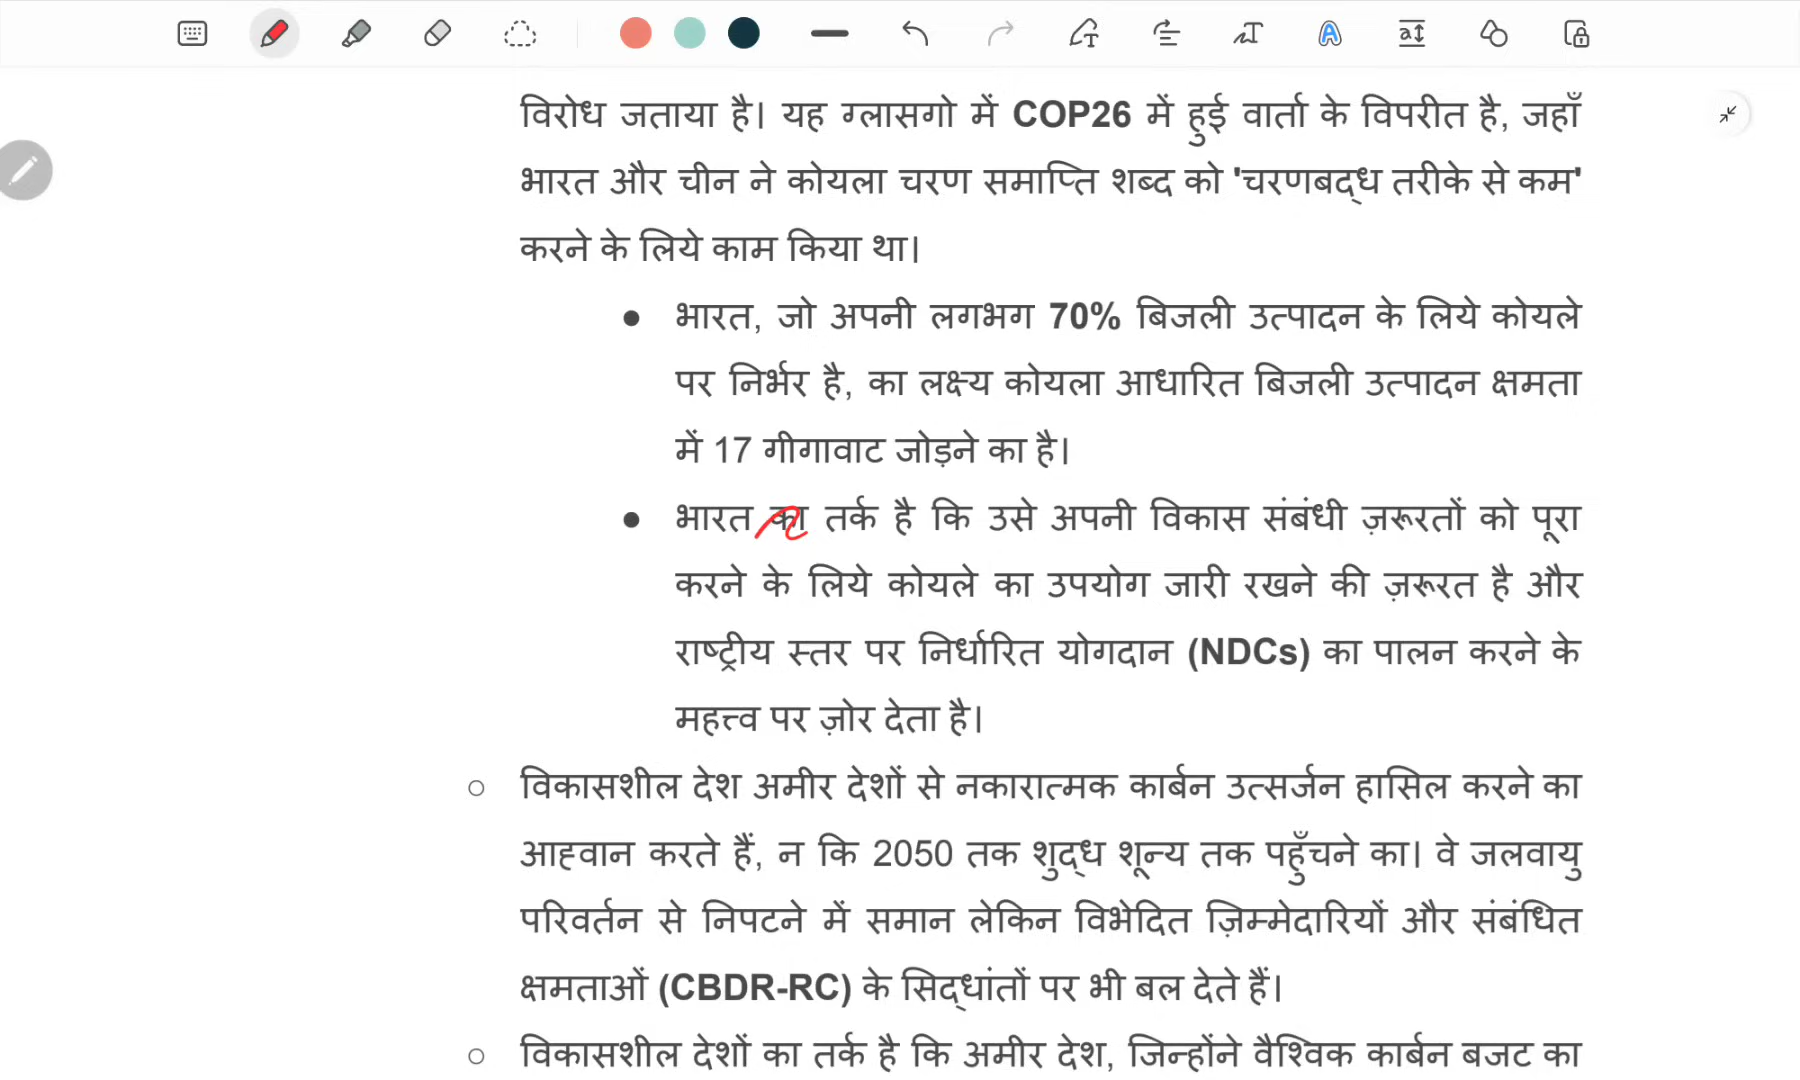 विरोध जताया है। यह ग्लासगो में COP26 में हुई वार्ता के विपरीत है, जहाँ
भारत और चीन ने कोयला चरण समाप्ति शब्द को 'चरणबद्ध तरीके से कम'
करने के लिये काम किया था।
● भारत, जो अपनी लगभग 70% बिजली उत्पादन के लिये कोयले
पर निर्भर है, का लक्ष्य कोयला आधारित बिजली उत्पादन क्षमता
में 17 गीगावाट जोड़ने का है।
● भारत का तर्क है कि उसे अपनी विकास संबंधी ज़रूरतों को पूरा
करने के लिये कोयले का उपयोग जारी रखने की ज़रूरत है और
राष्ट्रीय स्तर पर निर्धारित योगदान (NDCs) का पालन करने के
महत्त्व पर ज़ोर देता है।
○ विकासशील देश अमीर देशों से नकारात्मक कार्बन उत्सर्जन हासिल करने का
आह्वान करते हैं, न कि 2050 तक शुद्ध शून्य तक पहुँचने का। वे जलवायु
परिवर्तन से निपटने में समान लेकिन विभेदित ज़िम्मेदारियों और संबंधित
क्षमताओं (CBDR-RC) के सिद्धांतों पर भी बल देते हैं।
○ विकासशील देशों का तर्क है कि अमीर देश, जिन्होंने वैश्विक कार्बन बजट का